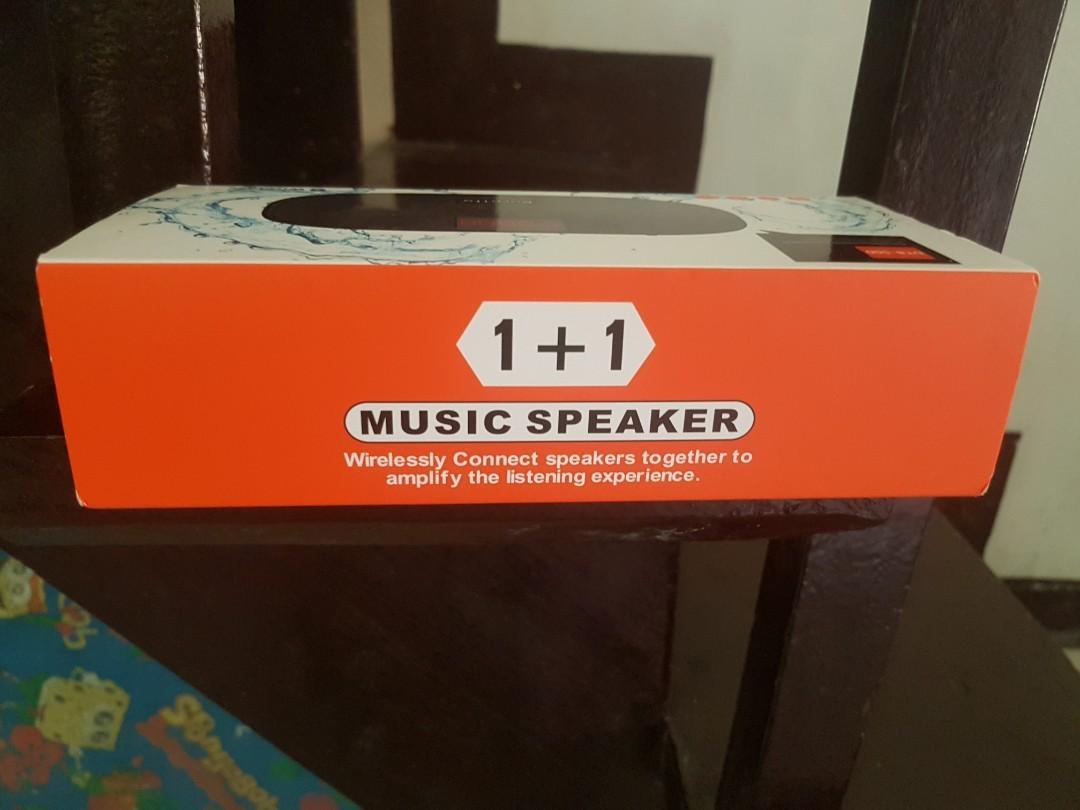 1+1
MUSIC SPEAKER
Wirelessly Connect speakers together to
amplify the listening experience.